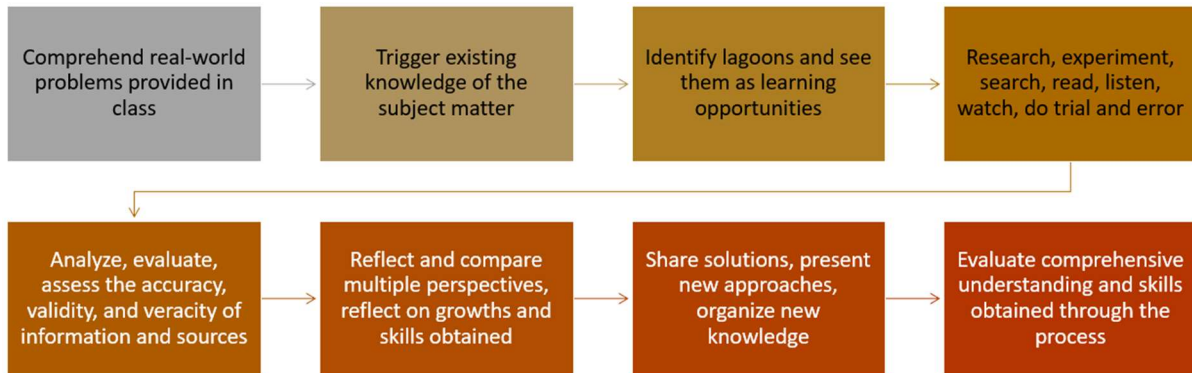 Comprehend real-world
problems provided in
class
Trigger existing
knowledge of the
subject matter
Identify lagoons and see
them as learning
opportunities
Research, experiment,
search, read, listen,
watch, do trial and error
Analyze, evaluate,
assess the accuracy,
validity, and veracity of
information and sources
Reflect and compare
multiple perspectives,
reflect on growths and
skills obtained
Share solutions, present
new approaches,
organize new
knowledge
Evaluate comprehensive
understanding and skills
obtained through the
process